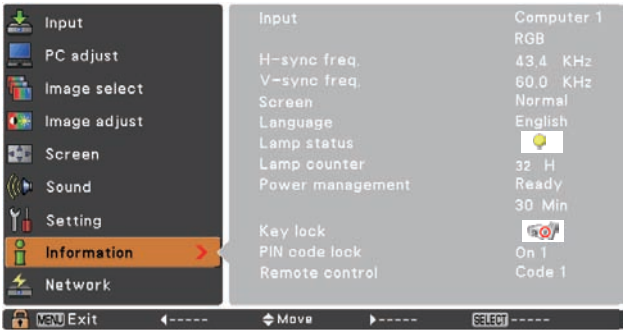 Input
PC adjust
Image select
Image adjust
Screen
Sound
Setting
Information
Network
Input Computer 1
RGB
H-sync freq. 43,4 KHz
V-sync freq. 60,0 KHz
Screen Normal
Language English
Lamp status
Lamp counter 32 H
Power management Ready
30 Min
Key lock
PIN code lock On 1
Remote control Code 1
MENU Exit ◄----- Move ►----- SELECT -----